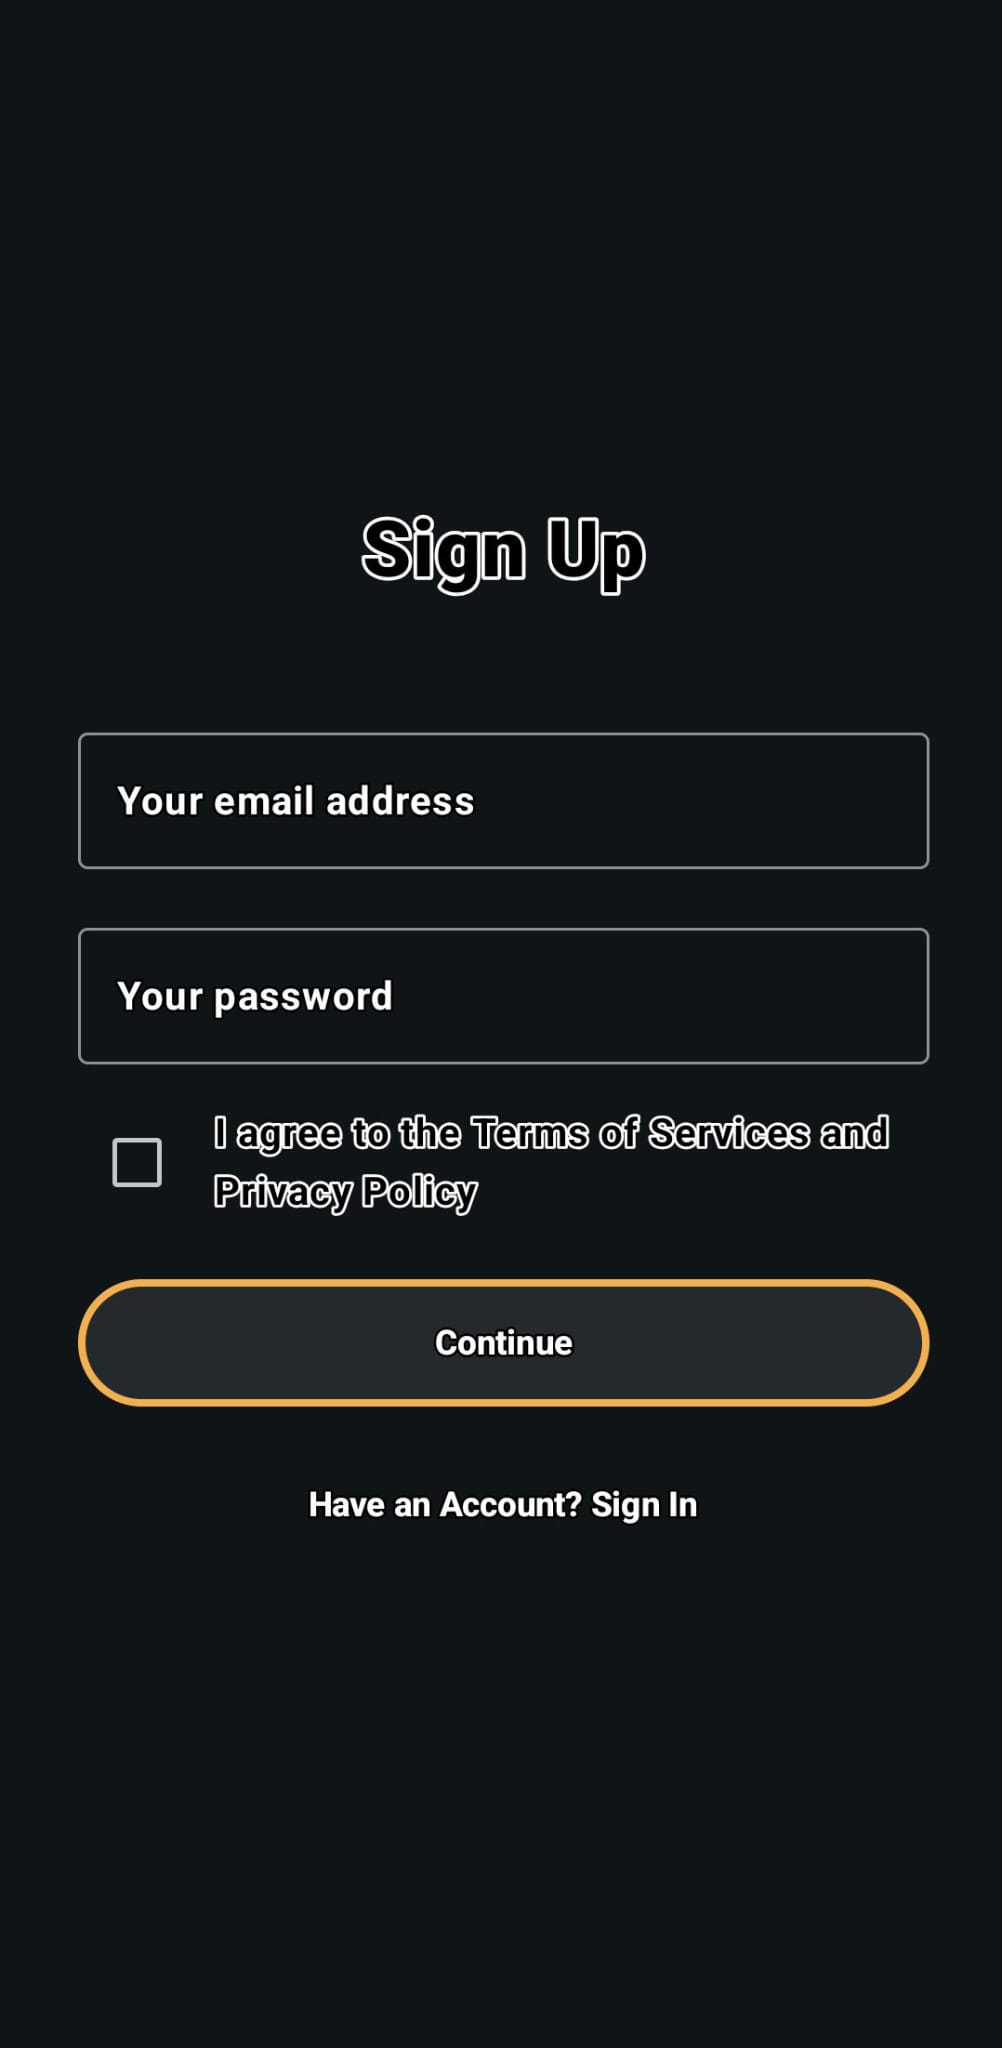 Sign Up
Your email address
Your password
I agree to the Terms of Services and
Privacy Policy
Continue
Have an Account? Sign In